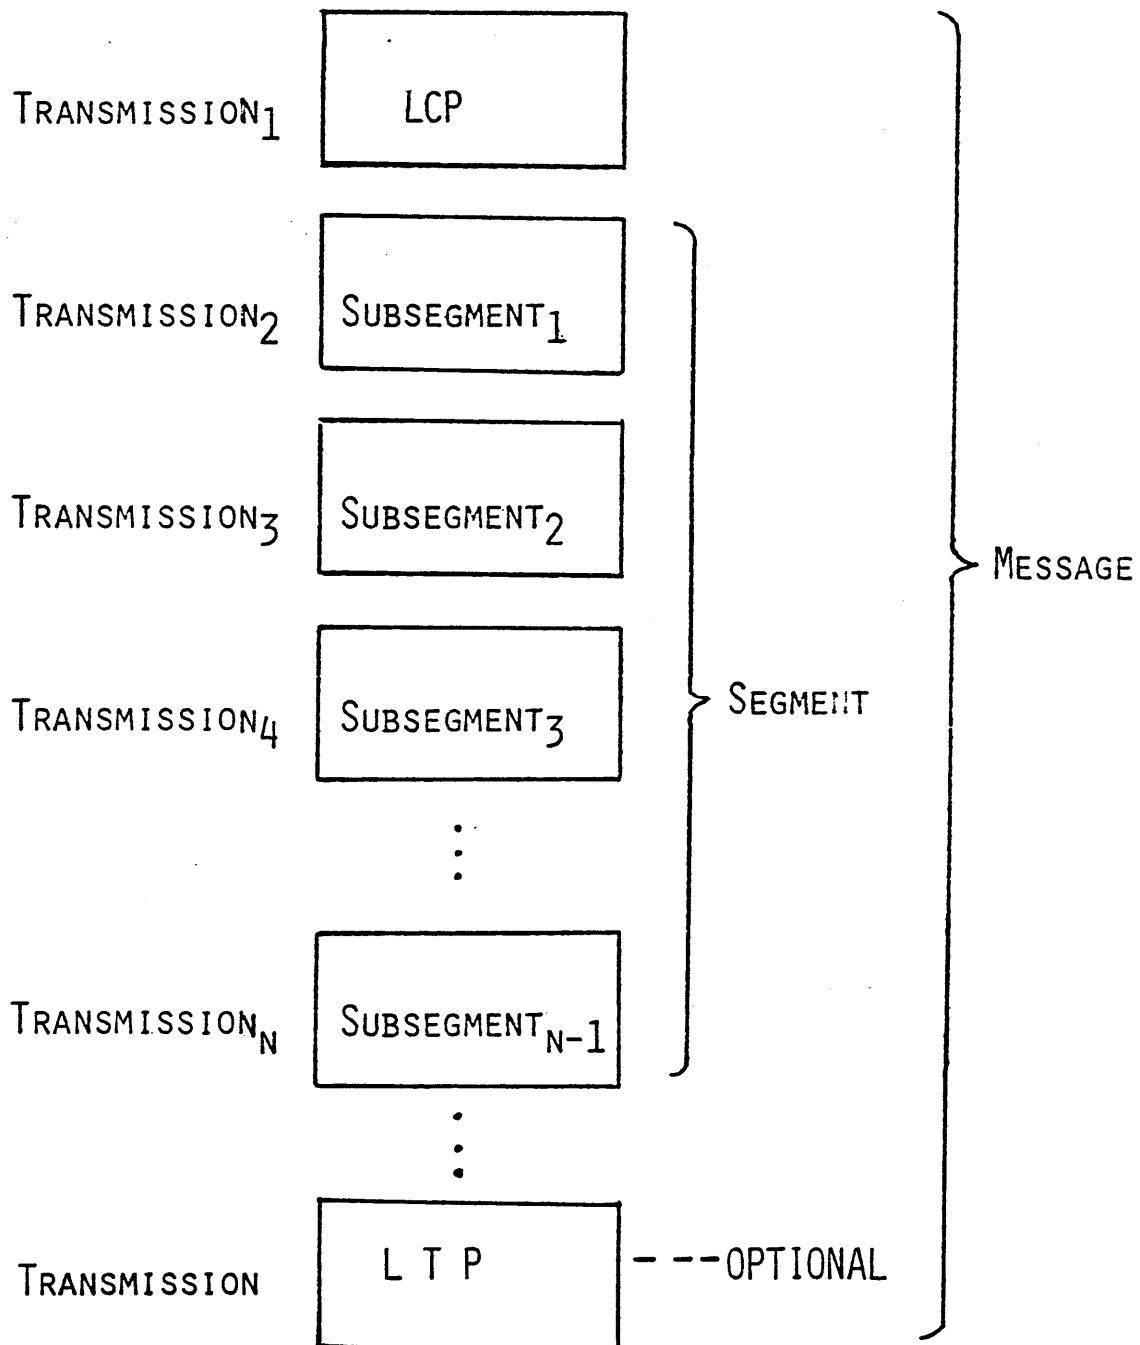 TRANSMISSION1 LCP
TRANSMISSION2 SUBSEGMENT1
TRANSMISSION3 SUBSEGMENT2
MESSAGE
TRANSMISSION4 SUBSEGMENT3
SEGMENT
TRANSMISSIONN SUBSEGMENTN-1
TRANSMISSION L T P ---OPTIONAL